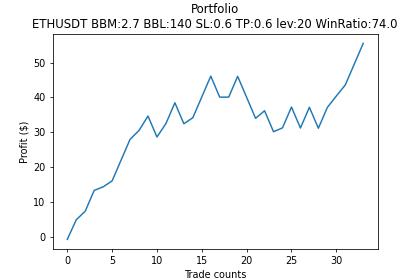 Portfolio
ETHUSDT BBM:2.7 BBL:140 SL:0.6 TP:0.6 lev:20 WinRatio:74.0
50
40
30
20
10
0
Profit ($)
0 5 10 15 20 25 30
Trade counts